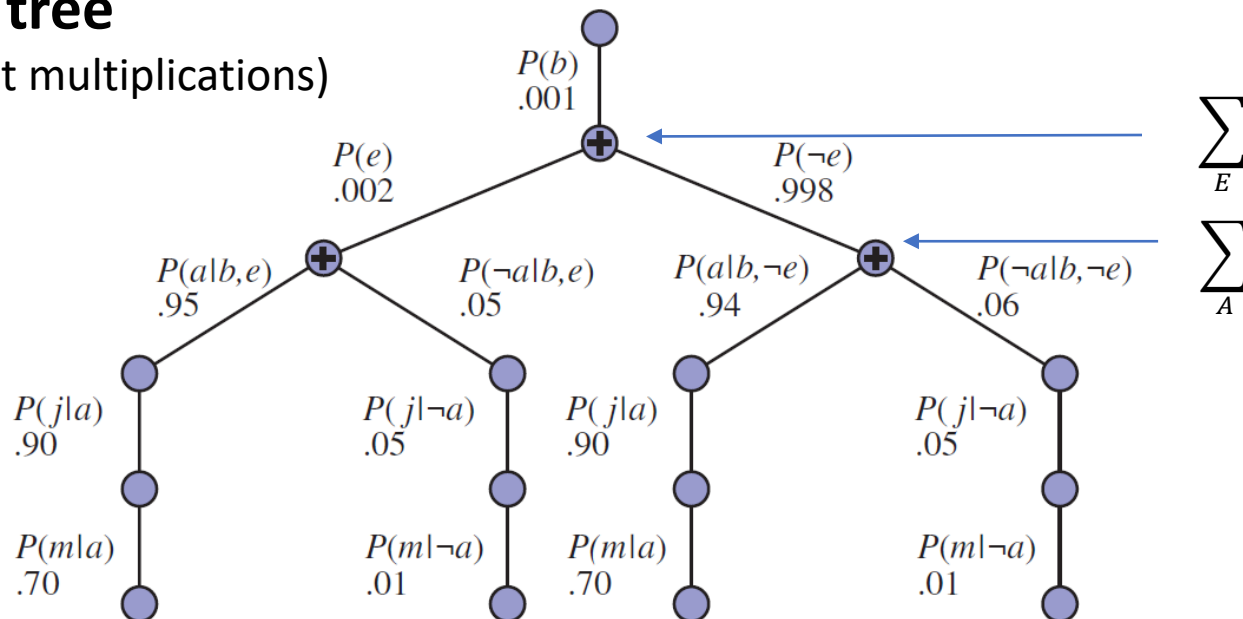 tree
t multiplications)
P(b)
.001
∑
E
P(e)
.002
P(¬e)
.998
∑
A
P(a|b,e)
.95
P(¬a|b,e)
.05
P(a|b,¬e)
.94
P(¬a|b,¬e)
.06
P(j|a)
.90
P(j|¬a)
.05
P(j|a)
.90
P(j|¬a)
.05
P(m|a)
.70
P(m|¬a)
.01
P(m|a)
.70
P(m|¬a)
.01